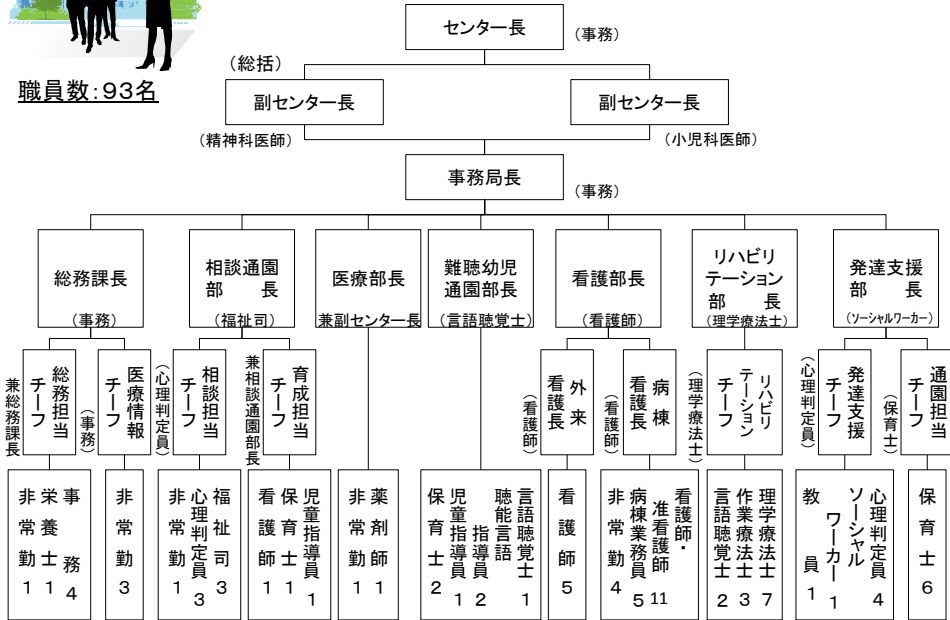 職員数：93名
センター長
（事務）
（総括）
副センター長
（精神科医師）
副センター長
（小児科医師）
事務局長
（事務）
総務課長
（事務）
相談通園
部　　長
（福祉司）
医療部長
兼副センター長
難聴幼児
通園部長
（言語聴覚士）
看護部長
（看護師）
リハビリ
テーション
部　　長
（理学療法士）
発達支援
部　　長
（ソーシャルワーカー）
総務担当
チーフ
兼総務課長
医療情報
チーフ
（事務）
相談担当
チーフ
（心理判定員）
育成担当
チーフ
兼相談通園部長
外来
看護長
（看護師）
病棟
看護長
（看護師）
リハビリ
テーション
チーフ
（理学療法士）
発達支援
チーフ
（心理判定員）
通園担当
チーフ
（保育士）
事　務　4
栄養士1
非常勤1
非常勤3
福祉司3
心理判定員3
非常勤1
児童指導員1
保育士1
看護師1
薬剤師1
非常勤1
言語聴覚士1
聴能言語
指導員2
児童指導員1
保育士2
看護師5
看護師・
准看護師　11
病棟業務員　5
非常勤4
理学療法士　7
作業療法士　3
言語聴覚士　2
心理判定員4
ソーシャル
ワーカー1
教　員　1
保育士6